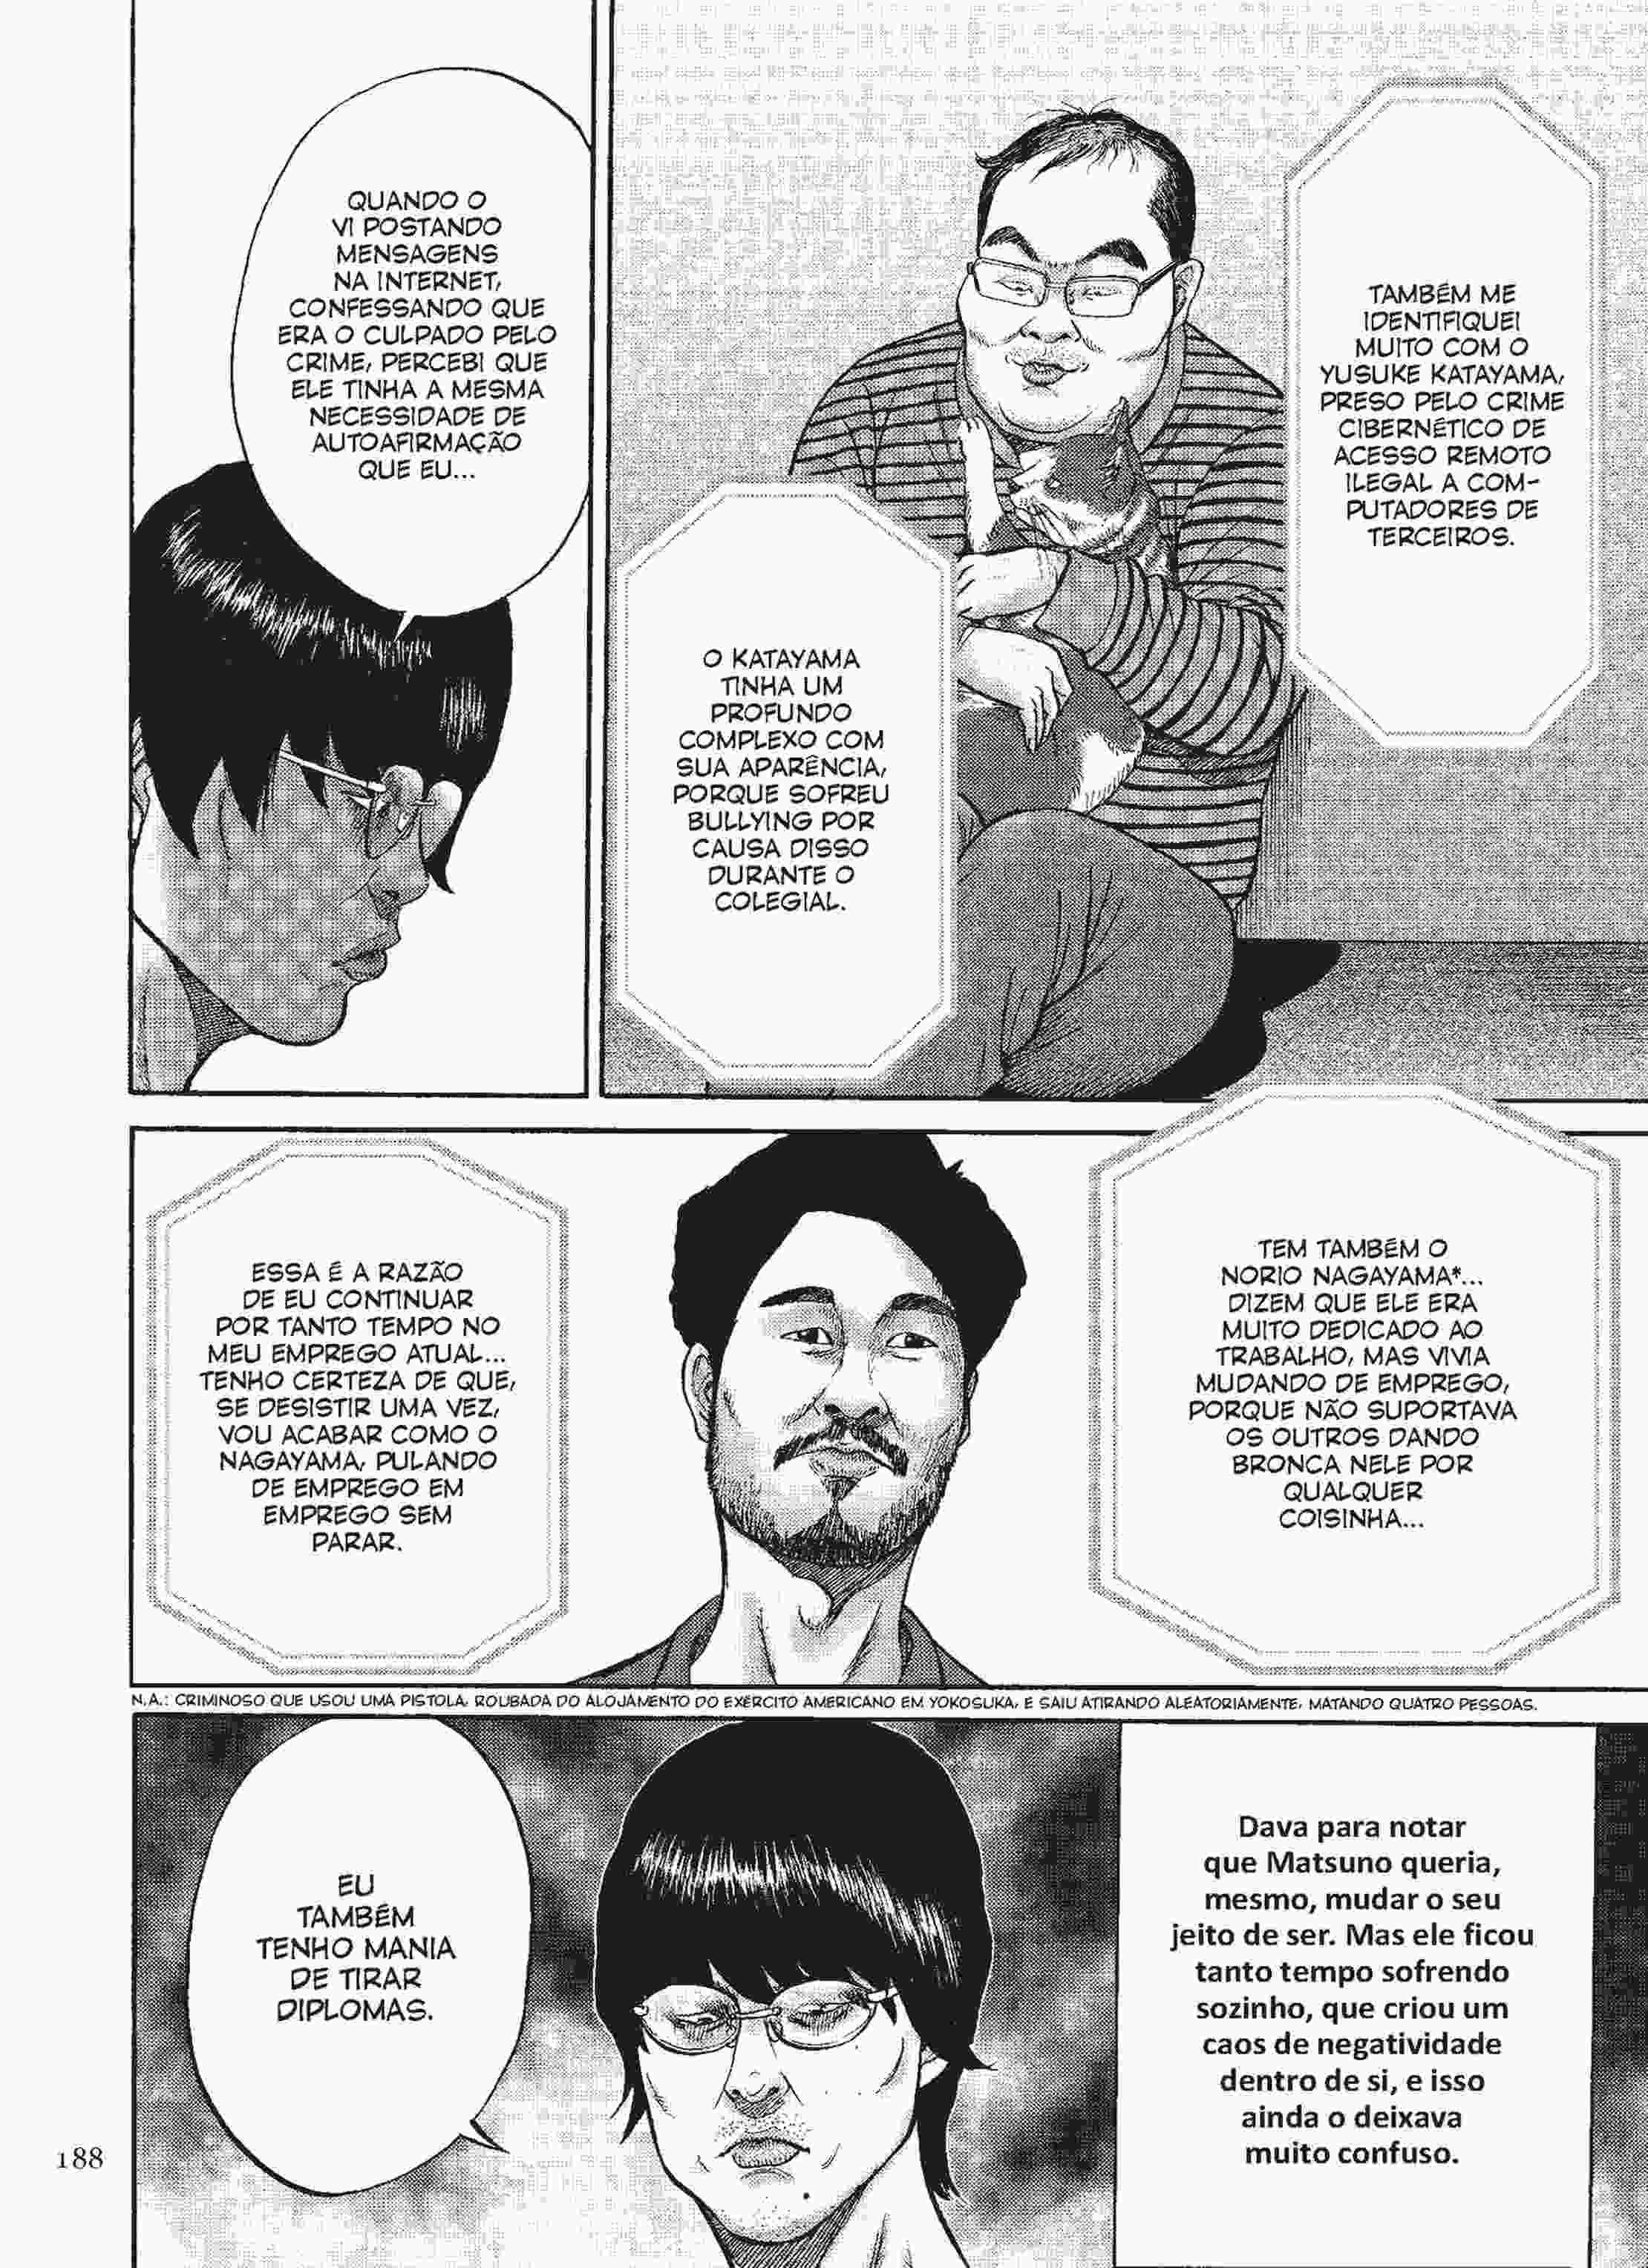 TAMBÉM ME
IDENTIFIQUEI
MUITO COM O
YUSUKE KATAYAMA,
PRESO PELO CRIME
CIBERNÉTICO DE
ACESSO REMOTO
ILEGAL A COM-
PUTADORES DE
TERCEIROS.
O KATAYAMA
TINHA UM
PROFUNDO
COMPLEXO COM
SUA APARÊNCIA,
PORQUE SOFREU
BULLYING POR
CAUSA DISSO
DURANTE O
COLEGIAL.
QUANDO O
VI POSTANDO
MENSAGENS
NA INTERNET,
CONFESSANDO QUE
ERA O CULPADO PELO
CRIME, PERCEBI QUE
ELE TINHA A MESMA
NECESSIDADE DE
AUTOAFIRMAÇÃO
QUE EU...
TEM TAMBÉM O
NORIO NAGAYAMA*...
DIZEM QUE ELE ERA
MUITO DEDICADO AO
TRABALHO, MAS VIVIA
MUDANDO DE EMPREGO,
PORQUE NÃO SUPORTAVA
OS OUTROS DANDO
BRONCA NELE POR
QUALQUER
COISINHA...
ESSA É A RAZÃO
DE EU CONTINUAR
POR TANTO TEMPO NO
MEU EMPREGO ATUAL...
TENHO CERTEZA DE QUE,
SE DESISTIR UMA VEZ,
VOU ACABAR COMO O
NAGAYAMA, PULANDO
DE EMPREGO EM
EMPREGO SEM
PARAR.
N.A.: CRIMINOSO QUE USOU UMA PISTOLA, ROUBADA DO ALOJAMENTO DO EXÉRCITO AMERICANO EM YOKOSUKA, E SAIU ATIRANDO ALEATORIAMENTE, MATANDO QUATRO PESSOAS.
Dava para notar
que Matsuno queria,
mesmo, mudar o seu
jeito de ser. Mas ele ficou
tanto tempo sofrendo
sozinho, que criou um
caos de negatividade
dentro de si, e isso
ainda o deixava
muito confuso.
EU
TAMBÉM
TENHO MANIA
DE TIRAR
DIPLOMAS.
188